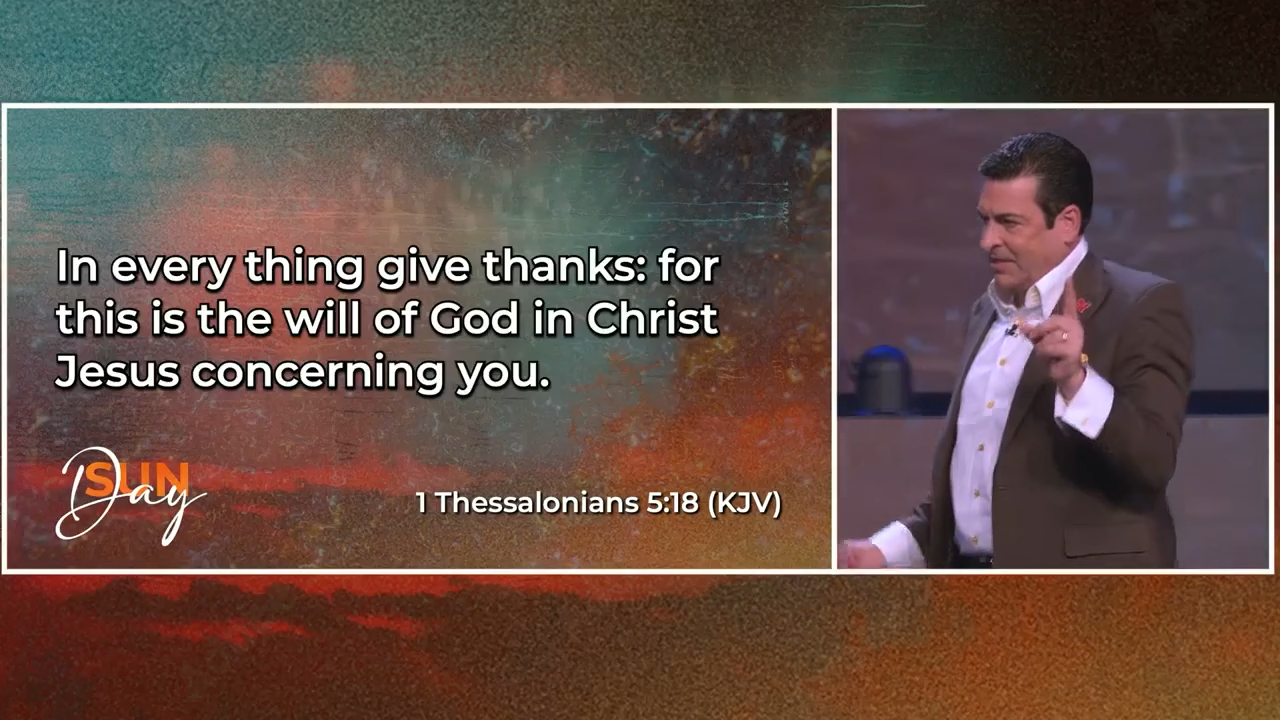 In every thing give thanks: for
this is the will of God in Christ
Jesus concerning you.
SUN
Day
1 Thessalonians 5:18 (KJV)